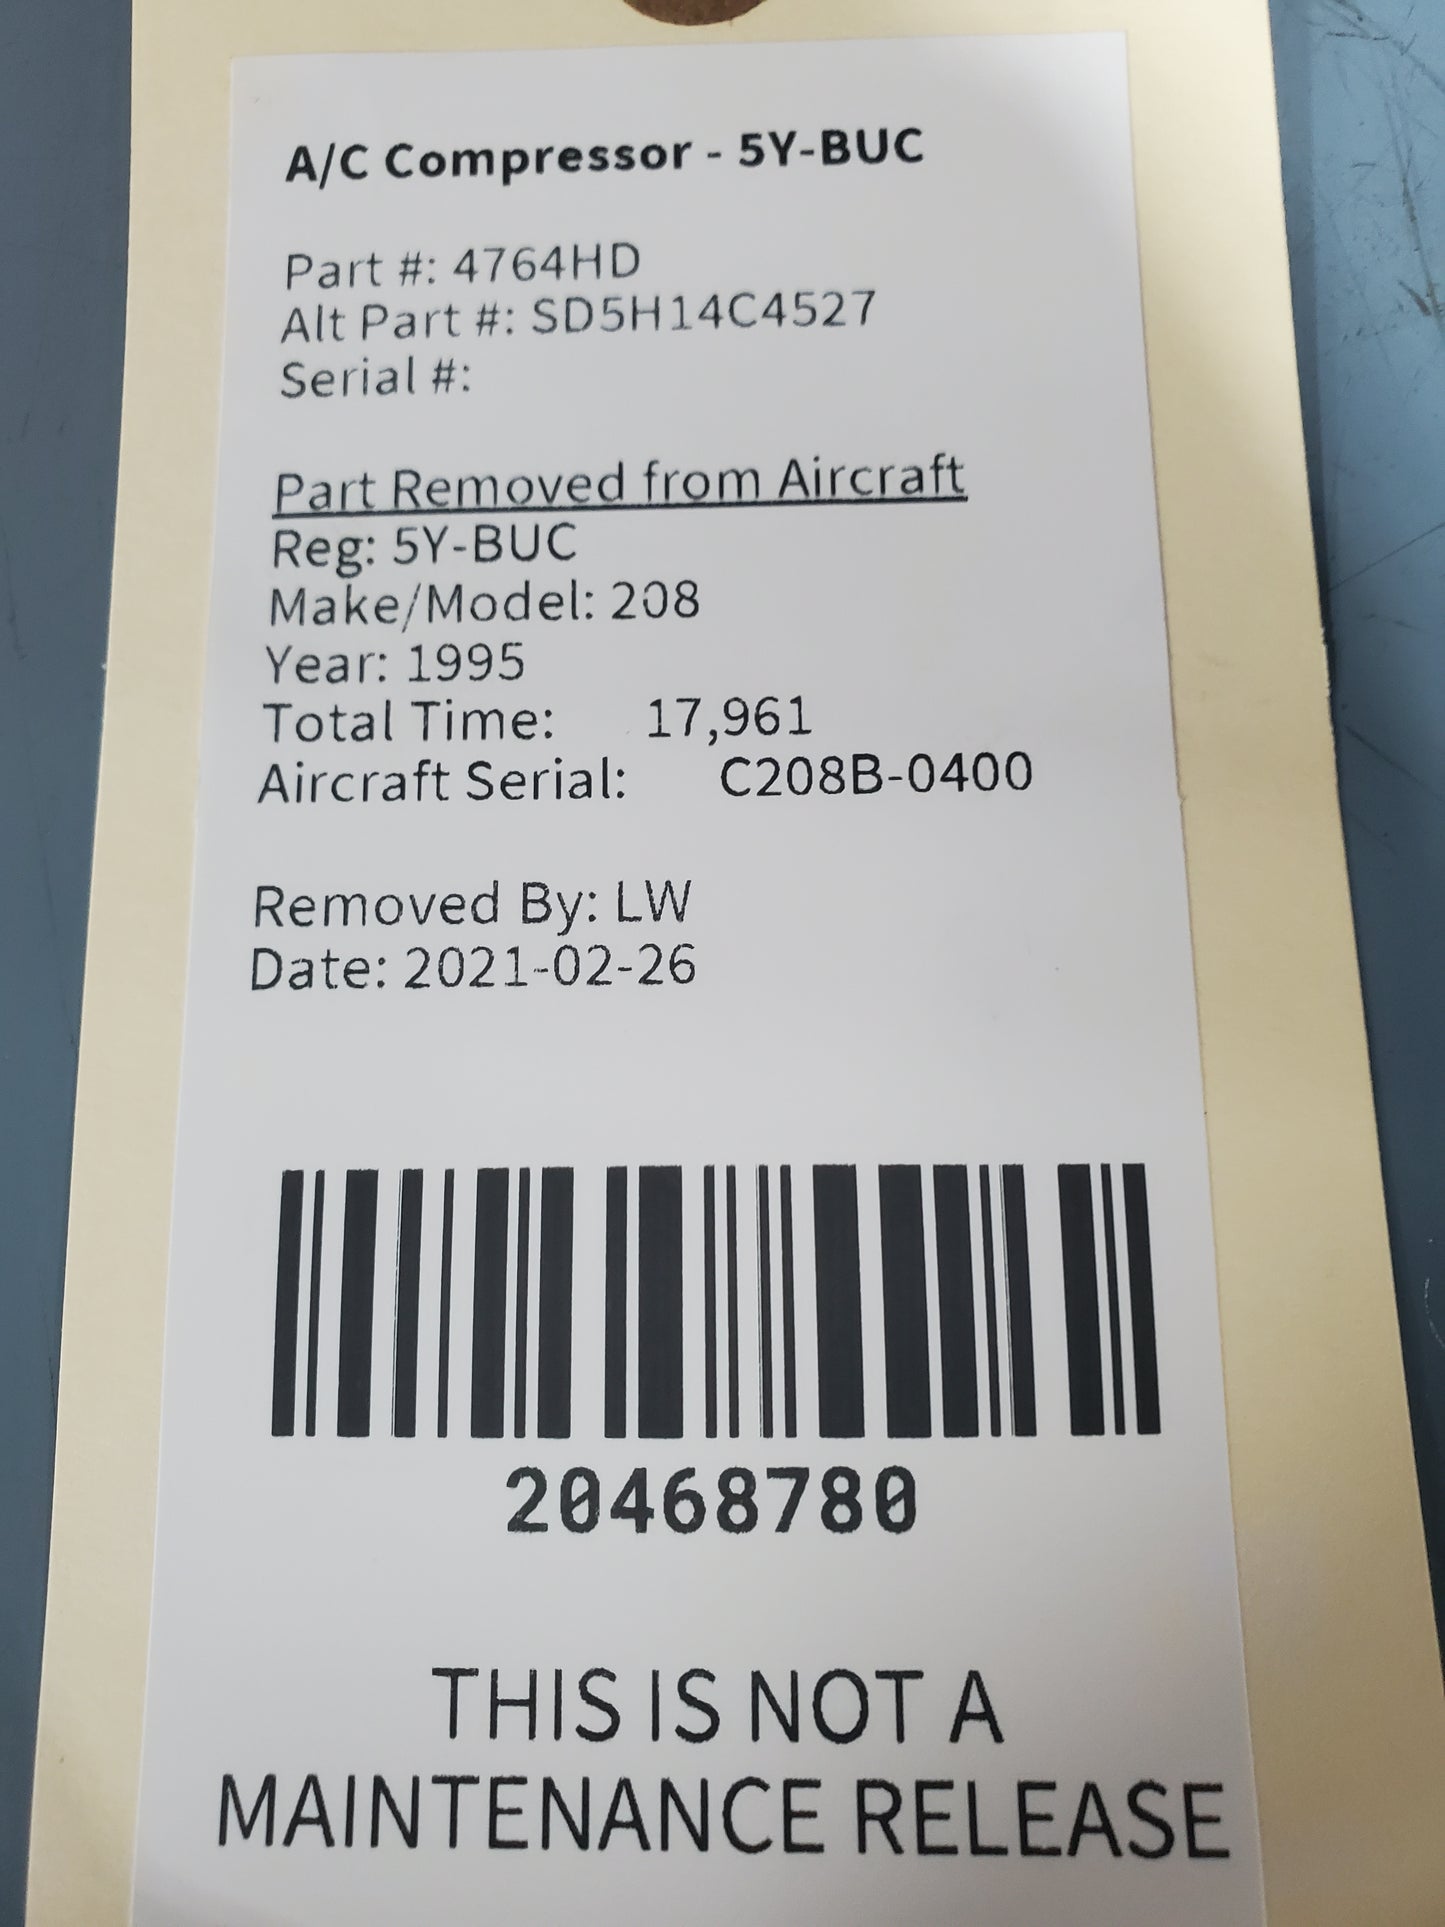 A/C Compressor - 5Y-BUC
Part #: 4764HD
Alt Part #: SD5H14C4527
Serial #:
Part Removed from Aircraft
Reg: 5Y-BUC
Make/Model: 208
Year: 1995
Total Time: 17,961
Aircraft Serial: C208B-0400
Removed By: LW
Date: 2021-02-26
20468780
THIS IS NOT A
MAINTENANCE RELEASE